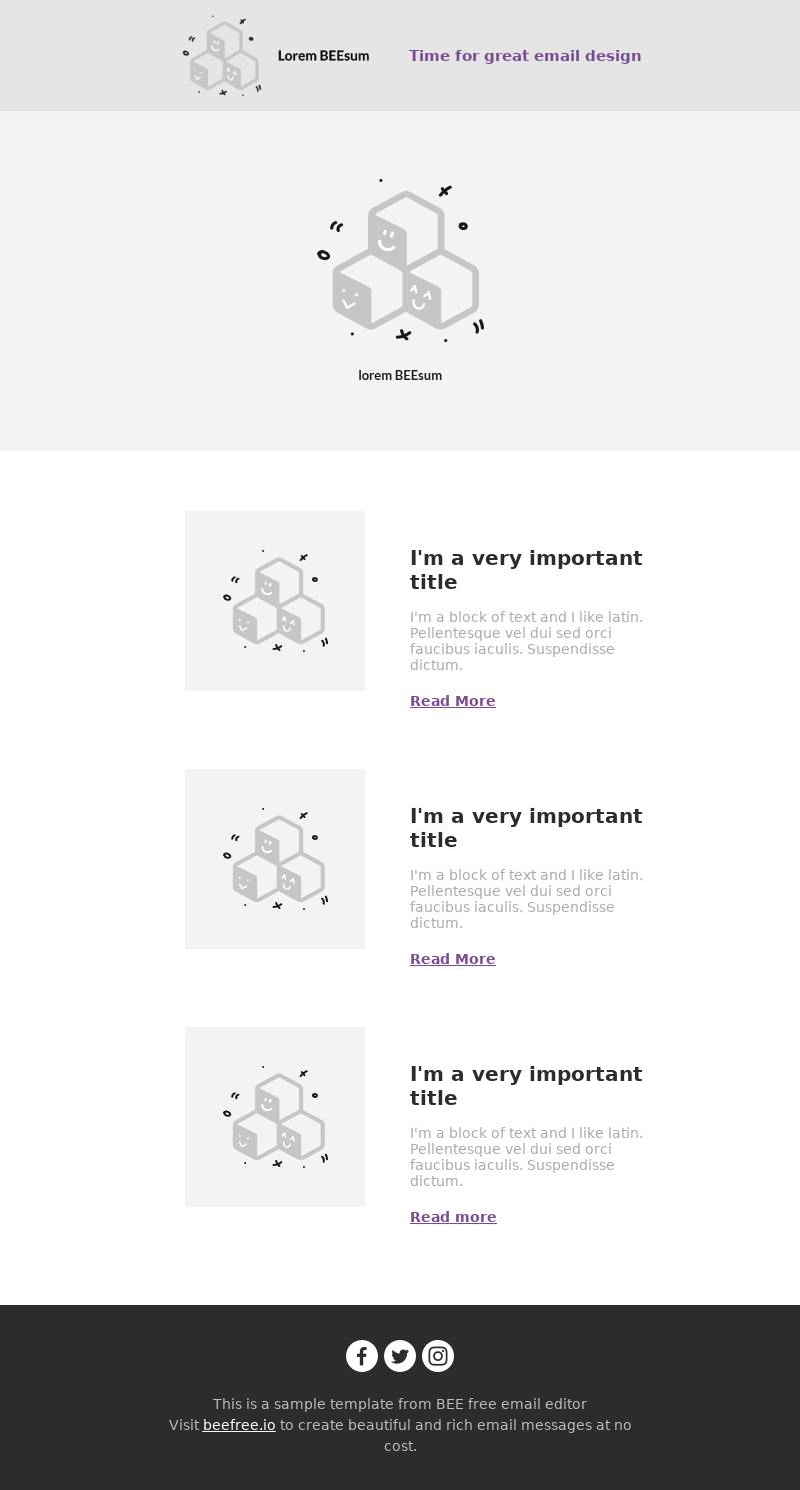 Lorem BEEsum
Time for great email design
lorem BEEsum
I'm a very important
title
I'm a block of text and I like latin.
Pellentesque vel dui sed orci
faucibus iaculis. Suspendisse
dictum.
Read More
I'm a very important
title
I'm a block of text and I like latin.
Pellentesque vel dui sed orci
faucibus iaculis. Suspendisse
dictum.
Read More
I'm a very important
title
I'm a block of text and I like latin.
Pellentesque vel dui sed orci
faucibus iaculis. Suspendisse
dictum.
Read more
This is a sample template from BEE free email editor
Visit beefree.io to create beautiful and rich email messages at no
cost.